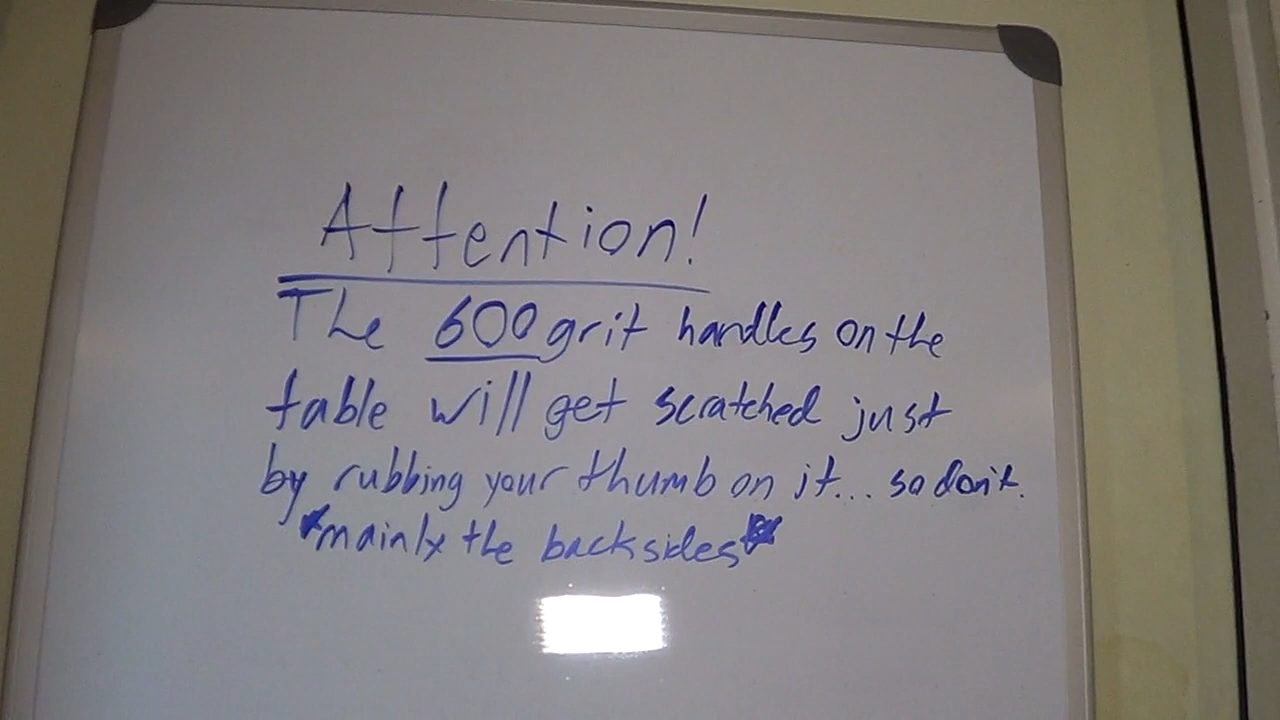 Attention!
The 600 grit handles on the
table will get scratched just
by rubbing your thumb on it... so don't.
*mainly the backsides*